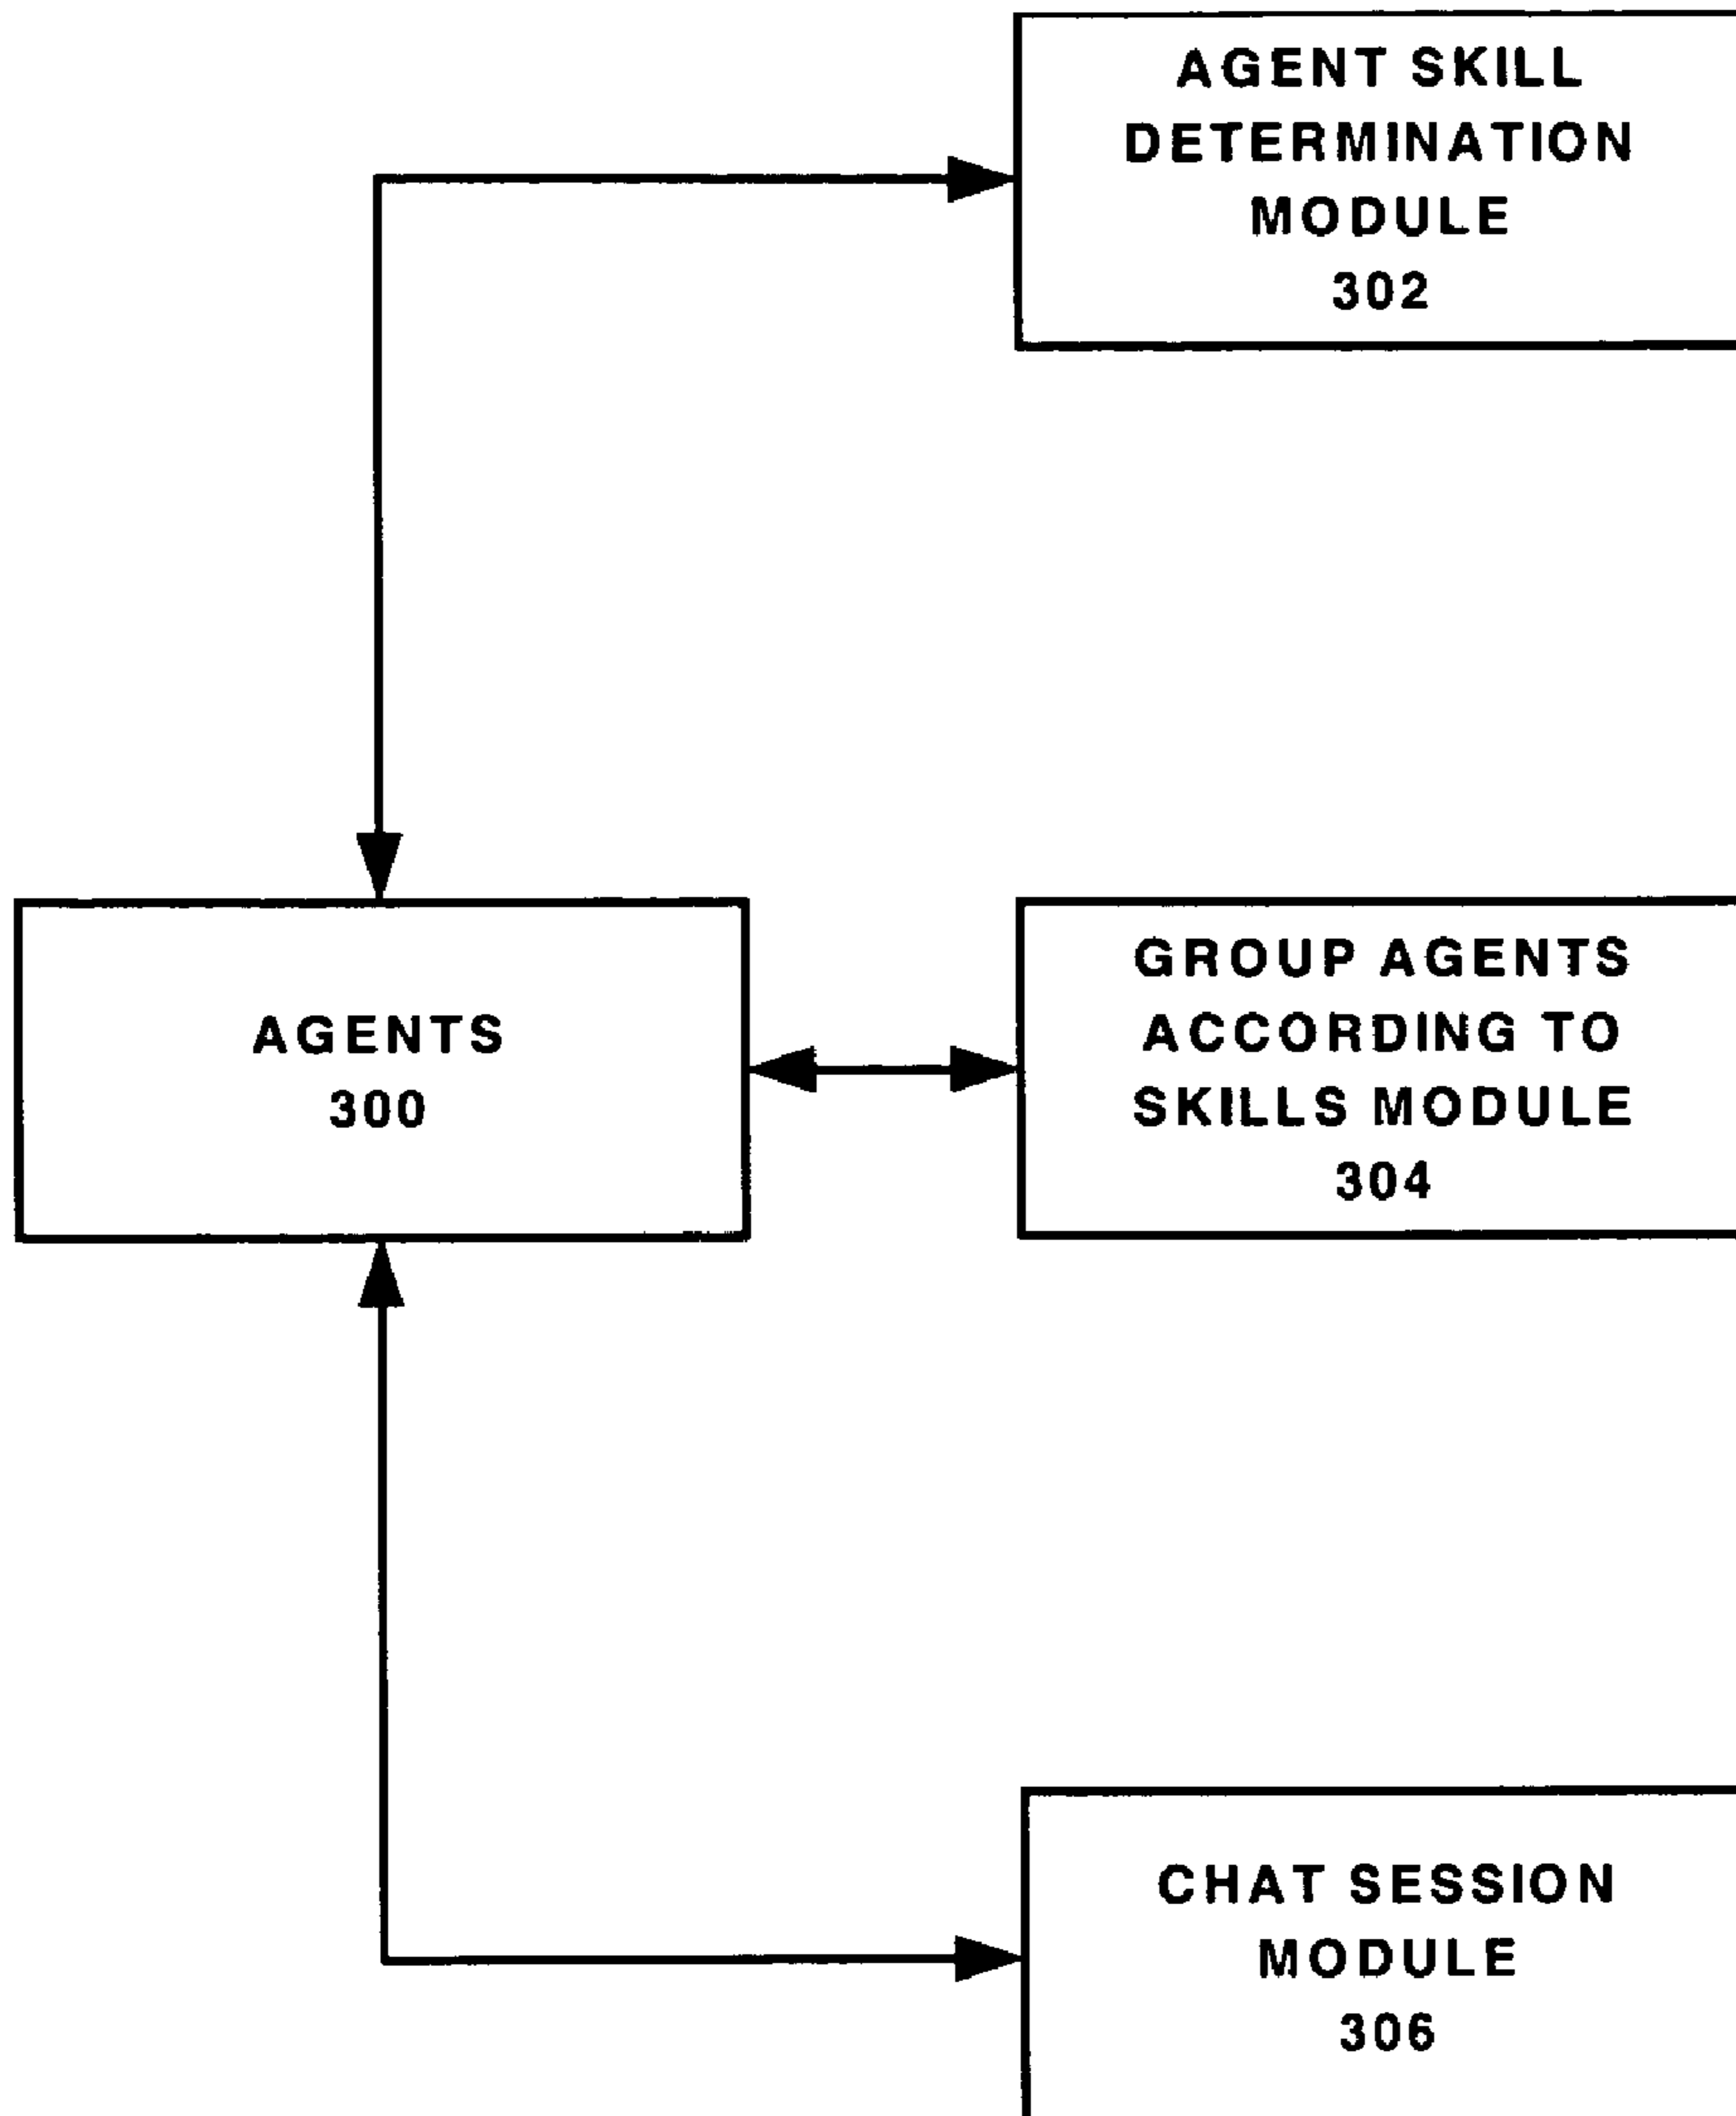 AGENT SKILL
DETERMINATION
MODULE
302
AGENTS
300
GROUP AGENTS
ACCORDING TO
SKILLS MODULE
304
CHAT SESSION
MODULE
306